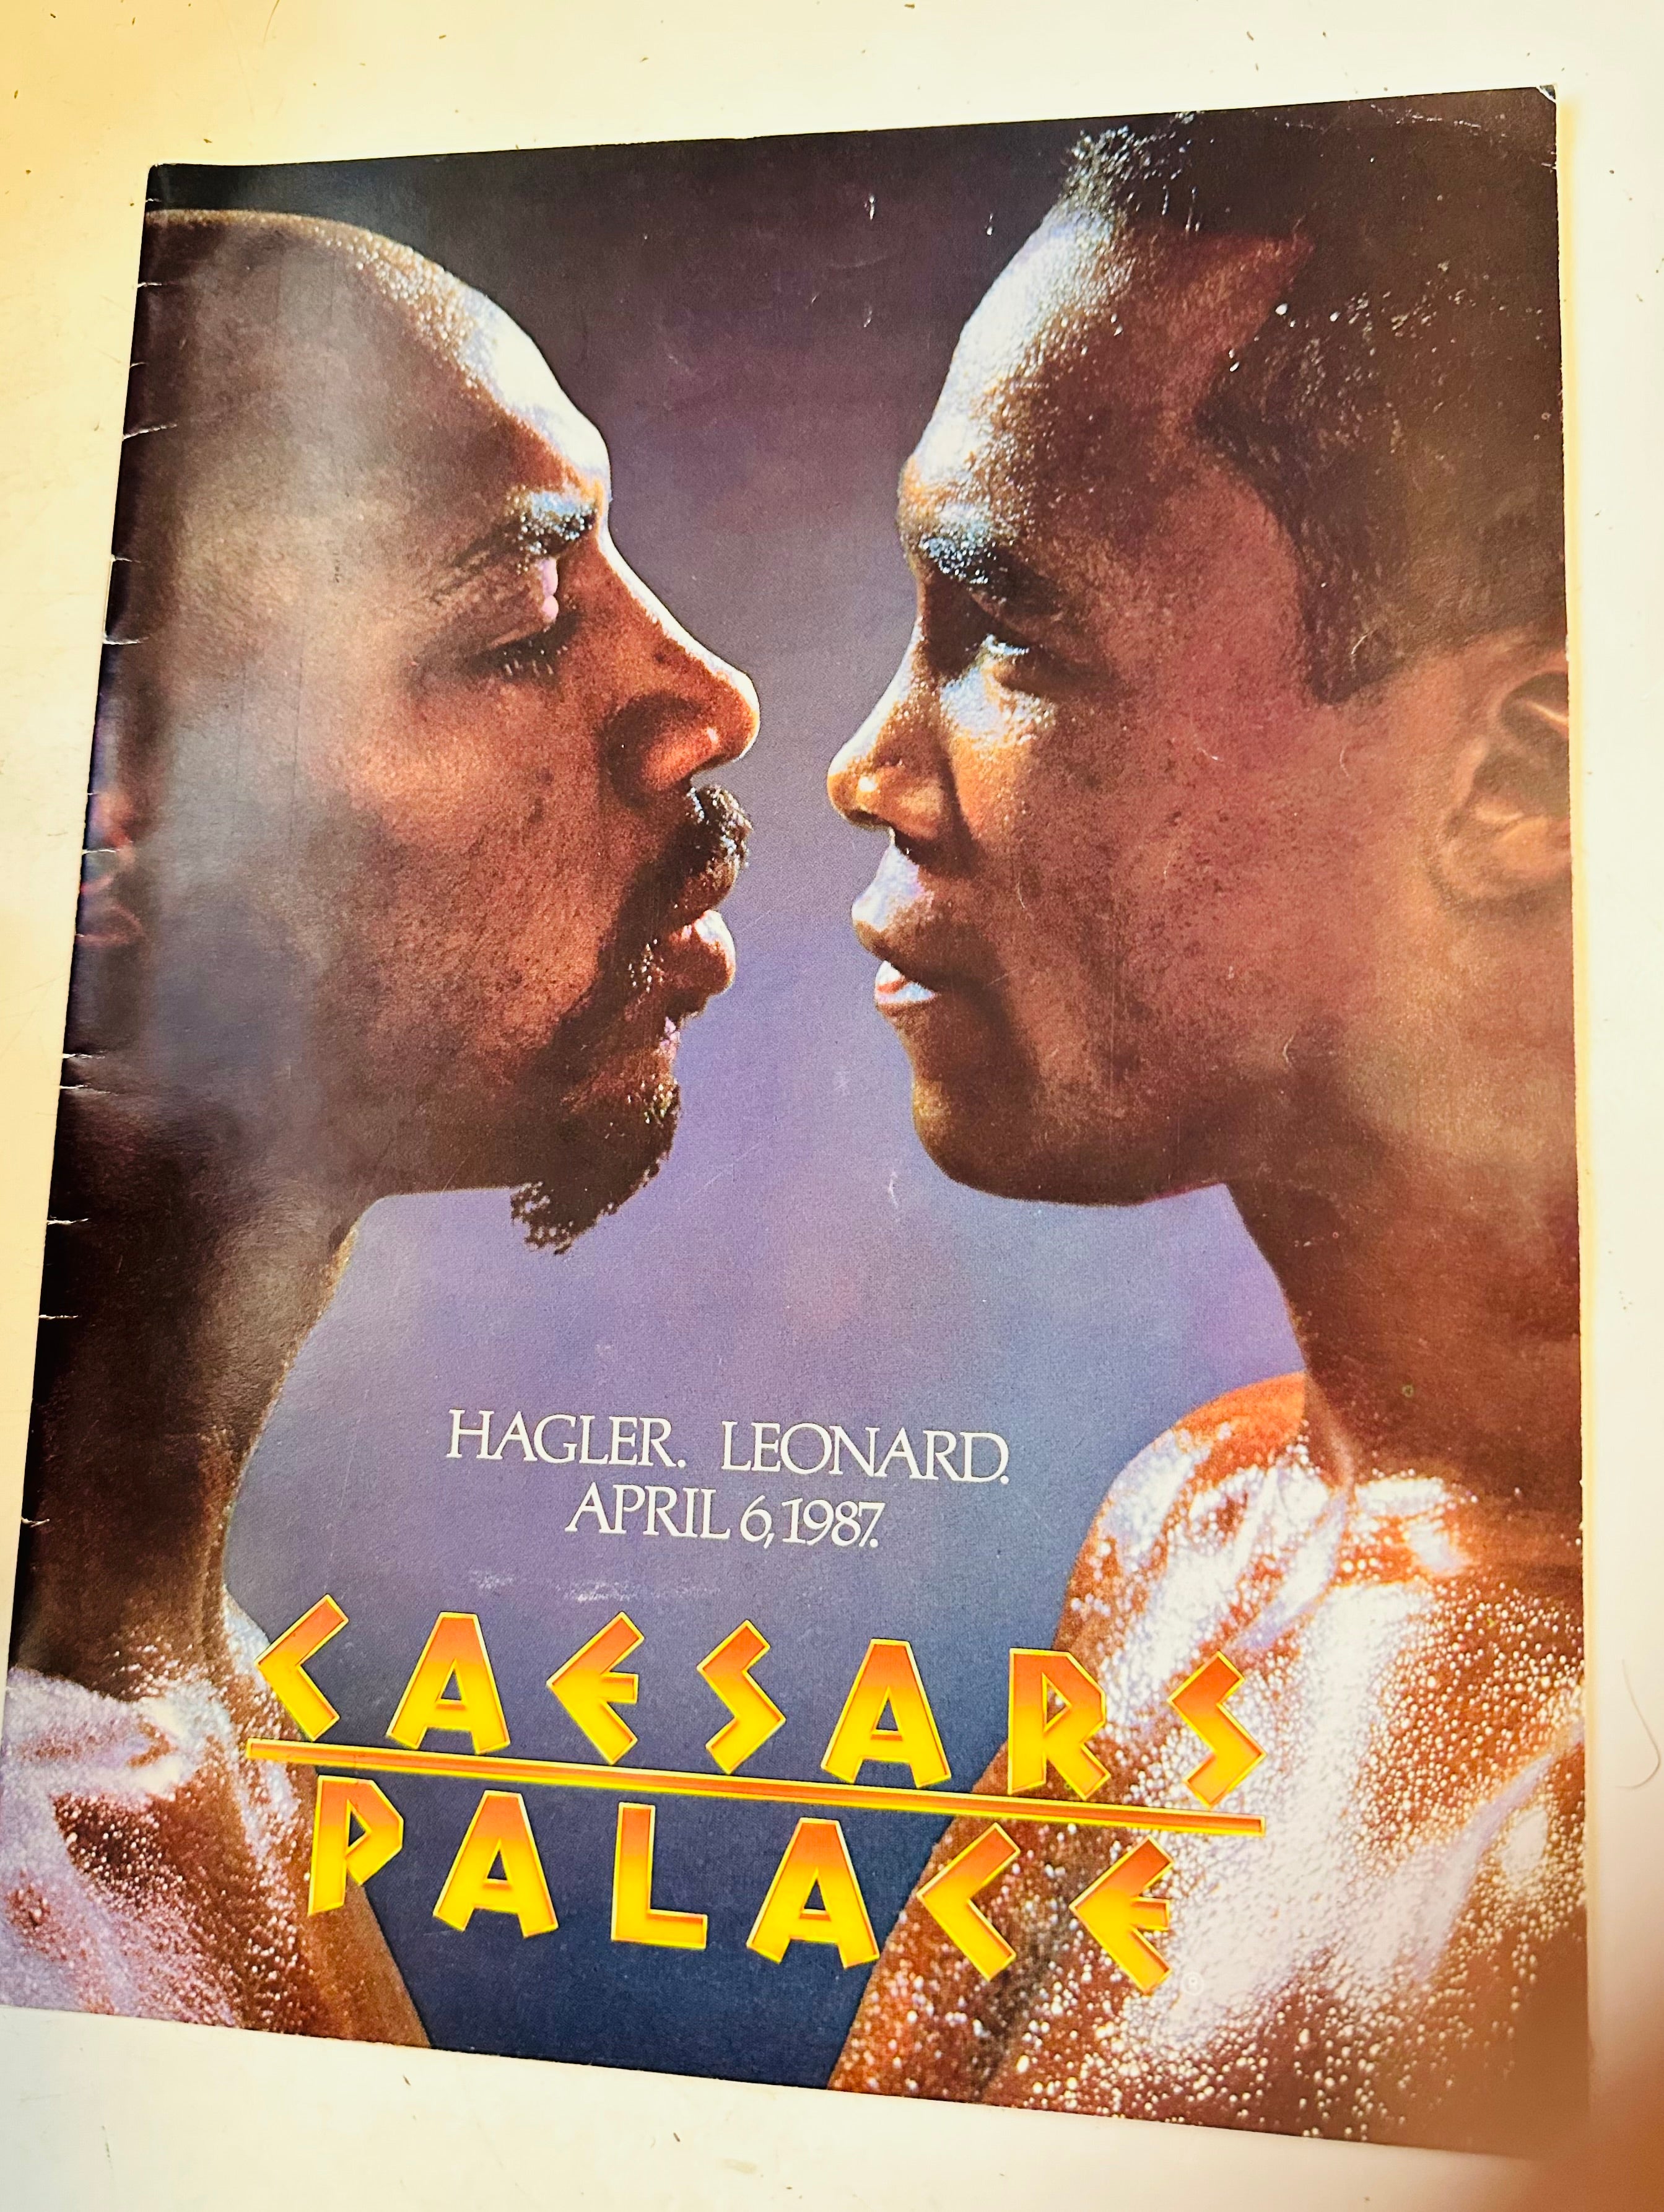 HAGLER. LEONARD.
APRIL 6, 1987.
CAESARS
PALACE
®